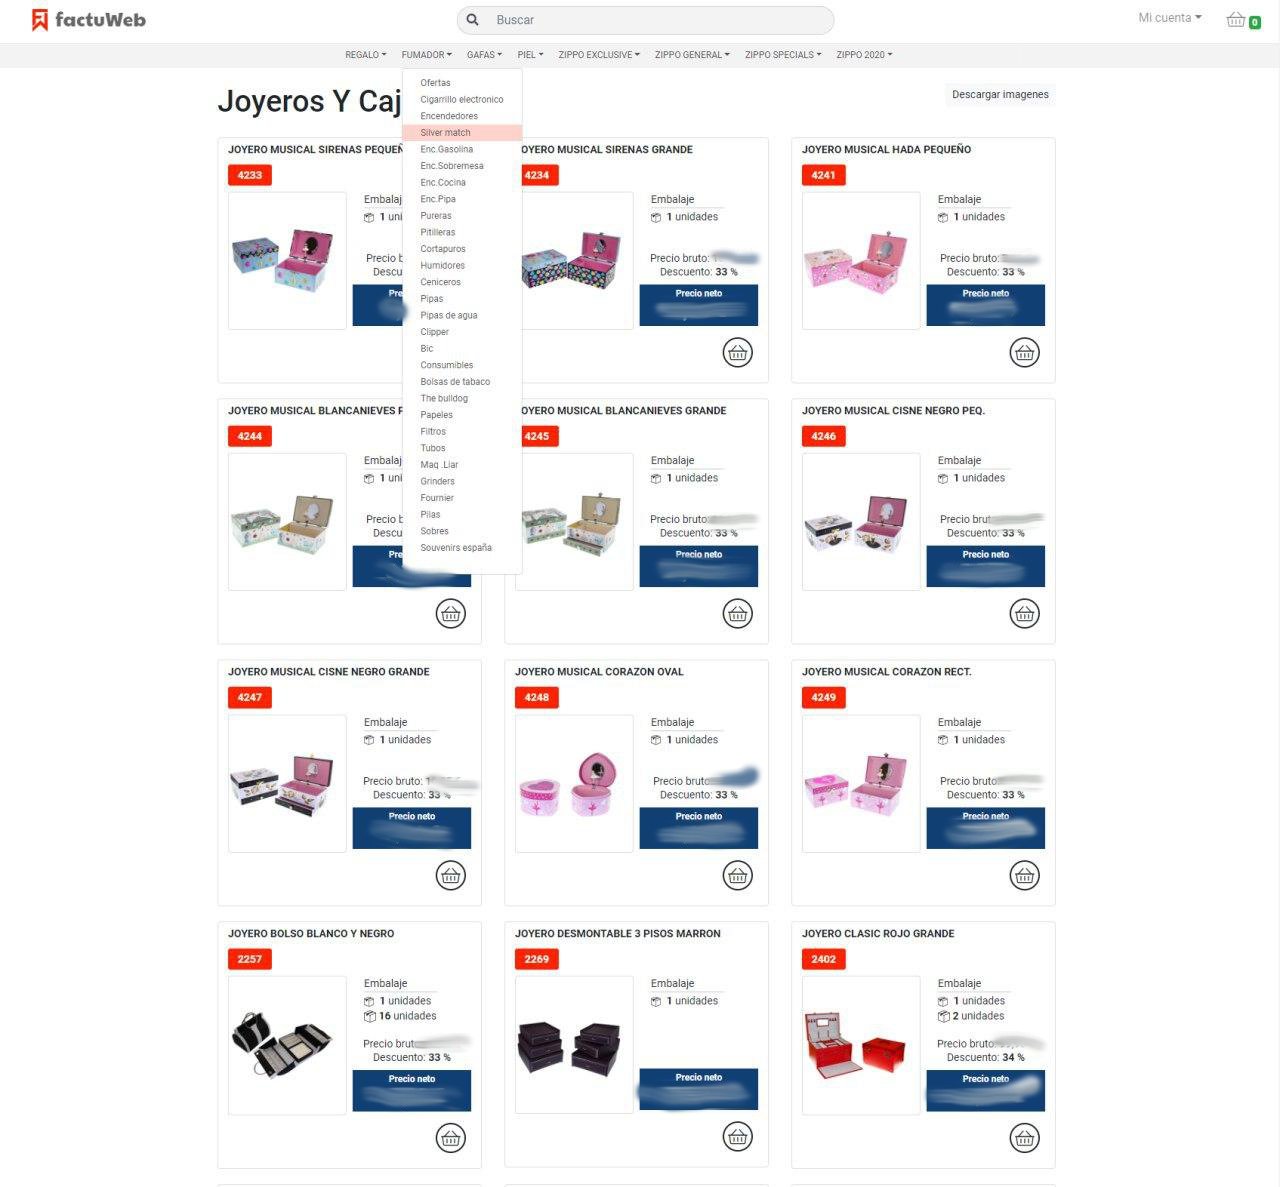 factuWeb
Buscar
Mi cuenta
0
REGALO FUMADOR GAFAS PIEL ZIPPO EXCLUSIVE ZIPPO GENERAL ZIPPO SPECIALS ZIPPO 2020
Joyeros Y Caj
Descargar imagenes
Ofertas
Cigarrillo electronico
Encendedores
Silver match
Enc.Gasolina
Enc.Sobremesa
Enc.Cocina
Enc.Pipa
Pureras
Pitilleras
Cortapuros
Humidores
Ceniceros
Pipas
Pipas de agua
Clipper
Bic
Consumibles
Bolsas de tabaco
The bulldog
Papeles
Filtros
Tubos
Maq .Liar
Grinders
Fournier
Pilas
Sobres
Souvenirs españa
JOYERO MUSICAL SIRENAS PEQUEÑ
4233
Embalaj
1 uni
Precio b
Descu
Pre
OYERO MUSICAL SIRENAS GRANDE
4234
Embalaje
1 unidades
Precio bruto:
Descuento: 33 %
Precio neto
JOYERO MUSICAL HADA PEQUEÑO
4241
Embalaje
1 unidades
Precio bruto:
Descuento: 33 %
Precio neto
JOYERO MUSICAL BLANCANIEVES P
4244
Embalaj
1 uni
Precio b
Descu
Pre
OYERO MUSICAL BLANCANIEVES GRANDE
4245
Embalaje
1 unidades
Precio bruto:
Descuento: 33 %
Precio neto
JOYERO MUSICAL CISNE NEGRO PEQ.
4246
Embalaje
1 unidades
Precio brut
Descuento: 33 %
Precio neto
JOYERO MUSICAL CISNE NEGRO GRANDE
4247
Embalaje
1 unidades
Precio bruto: 1
Descuento: 33 %
Precio neto
JOYERO MUSICAL CORAZON OVAL
4248
Embalaje
1 unidades
Precio bruto
Descuento: 33 %
Precio neto
JOYERO MUSICAL CORAZON RECT.
4249
Embalaje
1 unidades
Precio bruto
Descuento: 33 %
Precio neto
JOYERO BOLSO BLANCO Y NEGRO
2257
Embalaje
1 unidades
16 unidades
Precio brut
Descuento: 33 %
Precio neto
JOYERO DESMONTABLE 3 PISOS MARRON
2269
Embalaje
1 unidades
Precio neto
JOYERO CLASIC ROJO GRANDE
2402
Embalaje
1 unidades
2 unidades
Precio bruto:
Descuento: 34 %
Precio neto